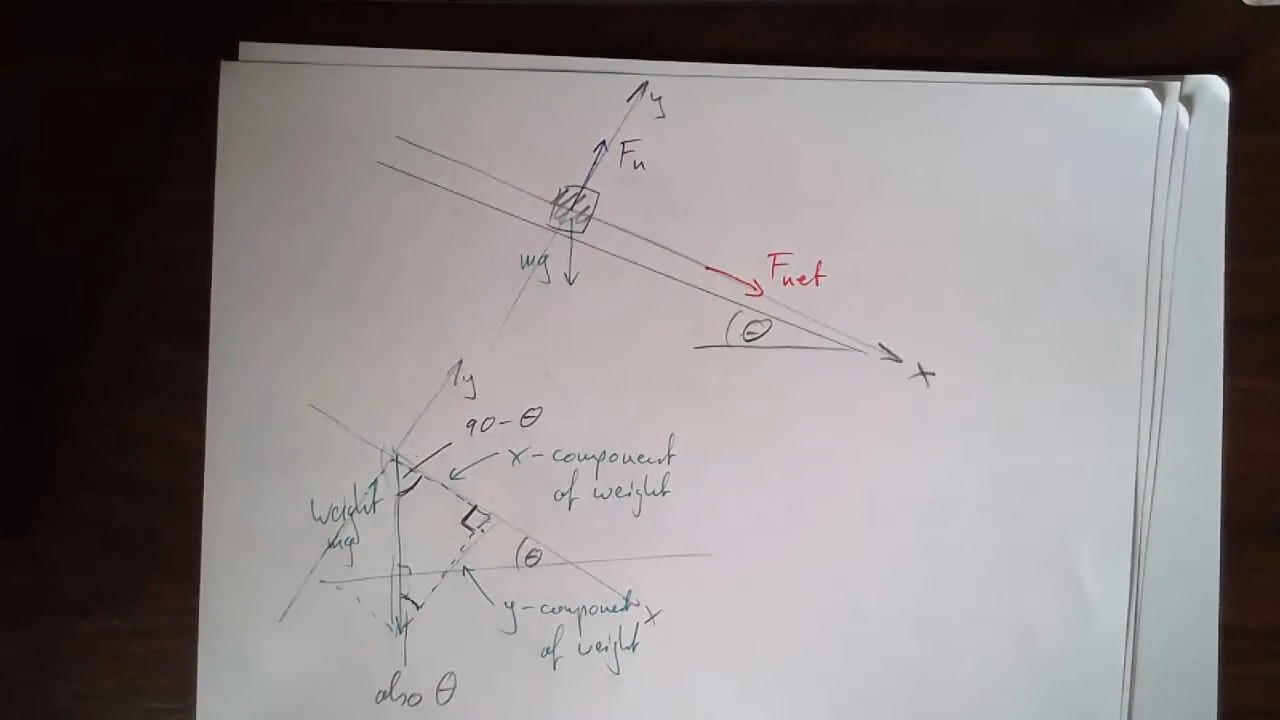 y
Fn
mg
Fnet
θ
x
y
90-θ
x-component
of weight
Weight
mg
θ
y-component
x
of weight
also θ